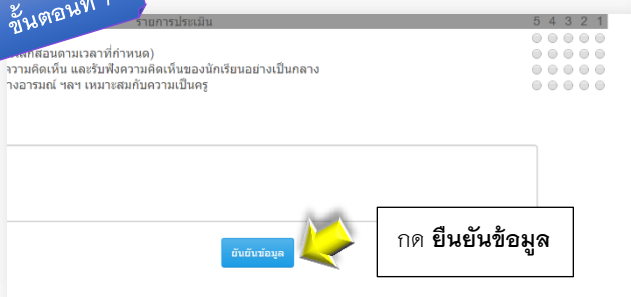 ขั้นตอนที่
รายการประเมิน 5 4 3 2 1
สอนตามเวลาที่กำหนด)
ความคิดเห็น และรับฟังความคิดเห็นของนักเรียนอย่างเป็นกลาง
างอารมณ์ ฯลฯ เหมาะสมกับความเป็นครู
ยืนยันข้อมูล
กด ยืนยันข้อมูล